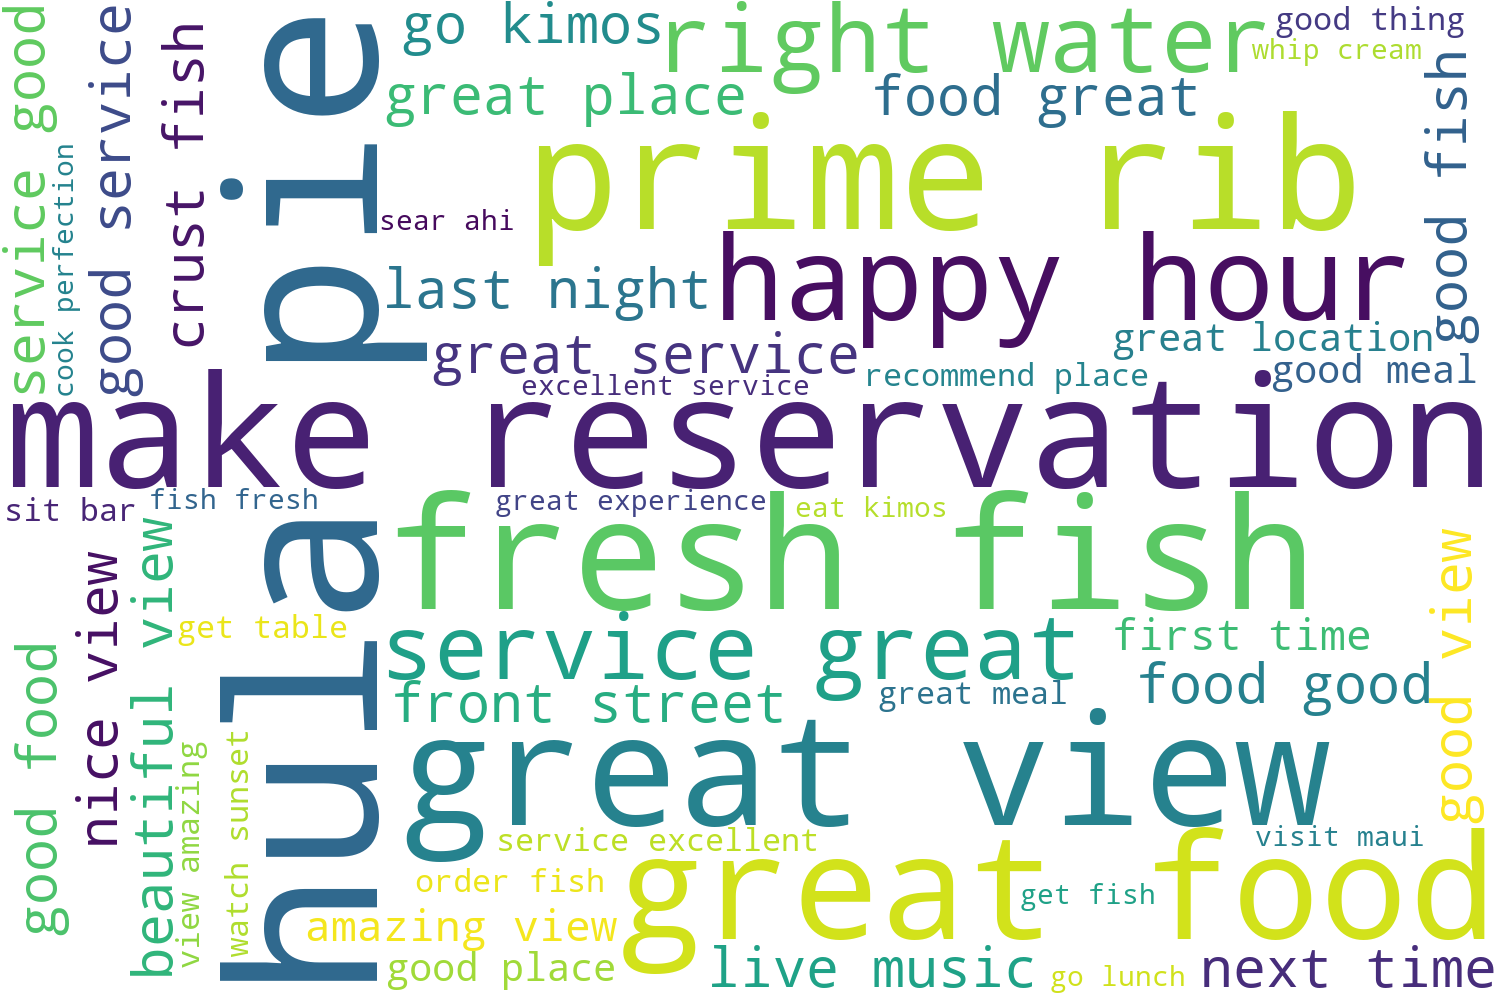 go kimos
right water
good thing
whip cream
great place
food great
prime rib
sear ahi
happy hour
last night
great service
great location
excellent service
recommend place
good meal
make reservation
sit bar
fish fresh
great experience
eat kimos
fresh fish
get table
service great
first time
front street
great meal
food good
great view
service excellent
visit maui
great food
order fish
get fish
amazing view
good place
live music
go lunch
next time
service good
cook perfection
good service
crust fish
hula pie
good fish
good food
nice view
beautiful view
view amazing
watch sunset
good view